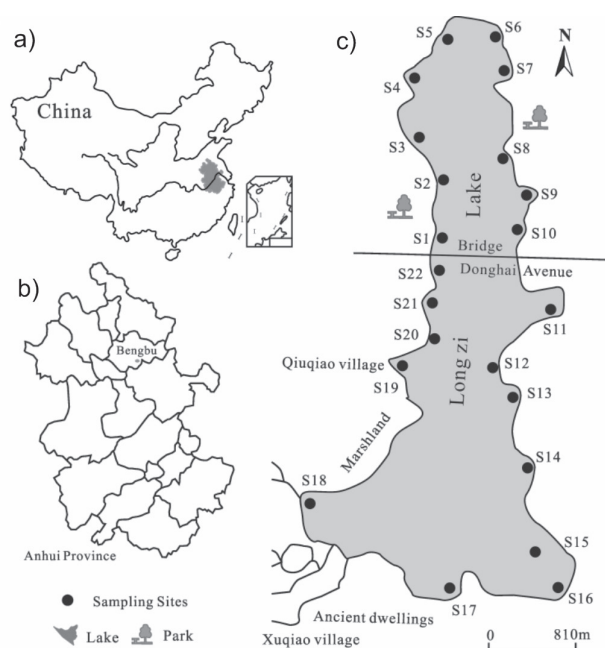 a)
China
b)
Bengbu
Anhui Province
Sampling Sites
Lake
Park
c)
N
S5
S6
S7
S4
S3
S8
S2
S9
Lake
S1
S10
Bridge
S22
Donghai Avenue
S21
S11
S20
Long zi
Qiuqiao village
S12
S19
S13
Marshland
S14
S18
S15
S16
S17
Ancient dwellings
Xuqiao village
0
810m